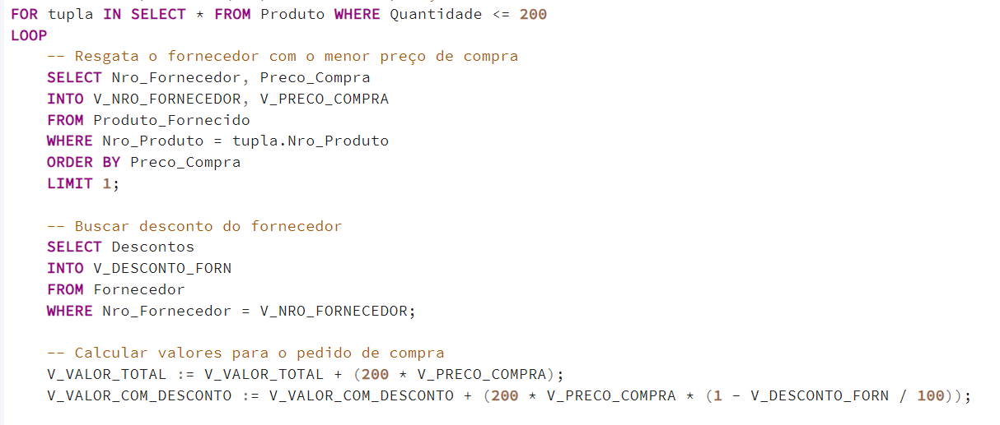 FOR tupla IN SELECT * FROM Produto WHERE Quantidade <= 200
LOOP
-- Resgata o fornecedor com o menor preço de compra
SELECT Nro_Fornecedor, Preco_Compra
INTO V_NRO_FORNECEDOR, V_PRECO_COMPRA
FROM Produto_Fornecido
WHERE Nro_Produto = tupla.Nro_Produto
ORDER BY Preco_Compra
LIMIT 1;
-- Buscar desconto do fornecedor
SELECT Descontos
INTO V_DESCONTO_FORN
FROM Fornecedor
WHERE Nro_Fornecedor = V_NRO_FORNECEDOR;
-- Calcular valores para o pedido de compra
V_VALOR_TOTAL := V_VALOR_TOTAL + (200 * V_PRECO_COMPRA);
V_VALOR_COM_DESCONTO := V_VALOR_COM_DESCONTO + (200 * V_PRECO_COMPRA * (1 - V_DESCONTO_FORN / 100));